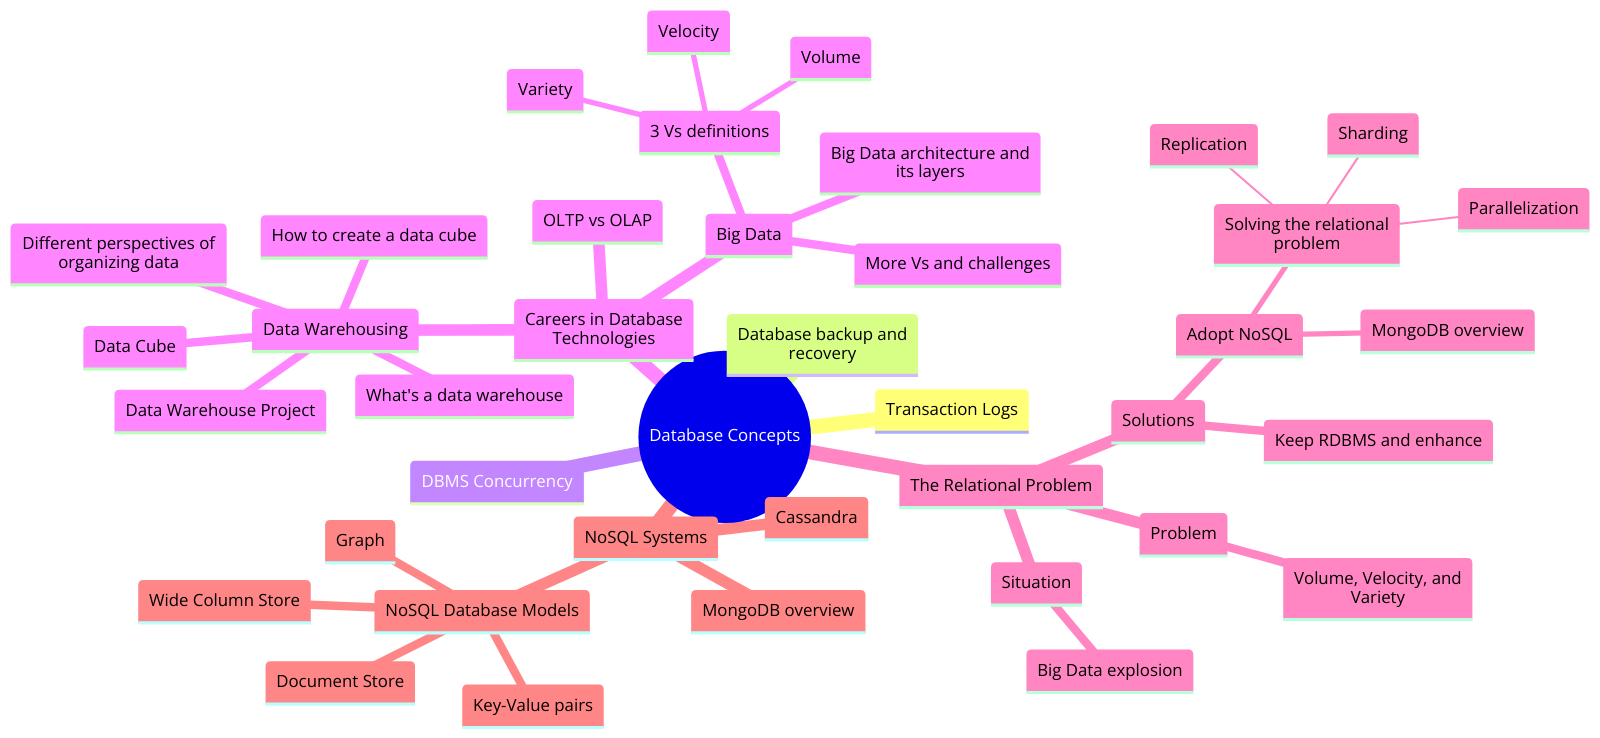 Velocity
Volume
Variety
3 Vs definitions
Big Data architecture and
its layers
Replication
Sharding
Parallelization
Solving the relational
problem
OLTP vs OLAP
Big Data
More Vs and challenges
Different perspectives of
organizing data
How to create a data cube
Data Cube
Data Warehousing
Careers in Database
Technologies
Database backup and
recovery
Adopt NoSQL
MongoDB overview
Data Warehouse Project
What's a data warehouse
Transaction Logs
Solutions
Keep RDBMS and enhance
Database Concepts
DBMS Concurrency
The Relational Problem
Cassandra
NoSQL Systems
Graph
Problem
Situation
Volume, Velocity, and
Variety
Wide Column Store
NoSQL Database Models
MongoDB overview
Document Store
Key-Value pairs
Big Data explosion